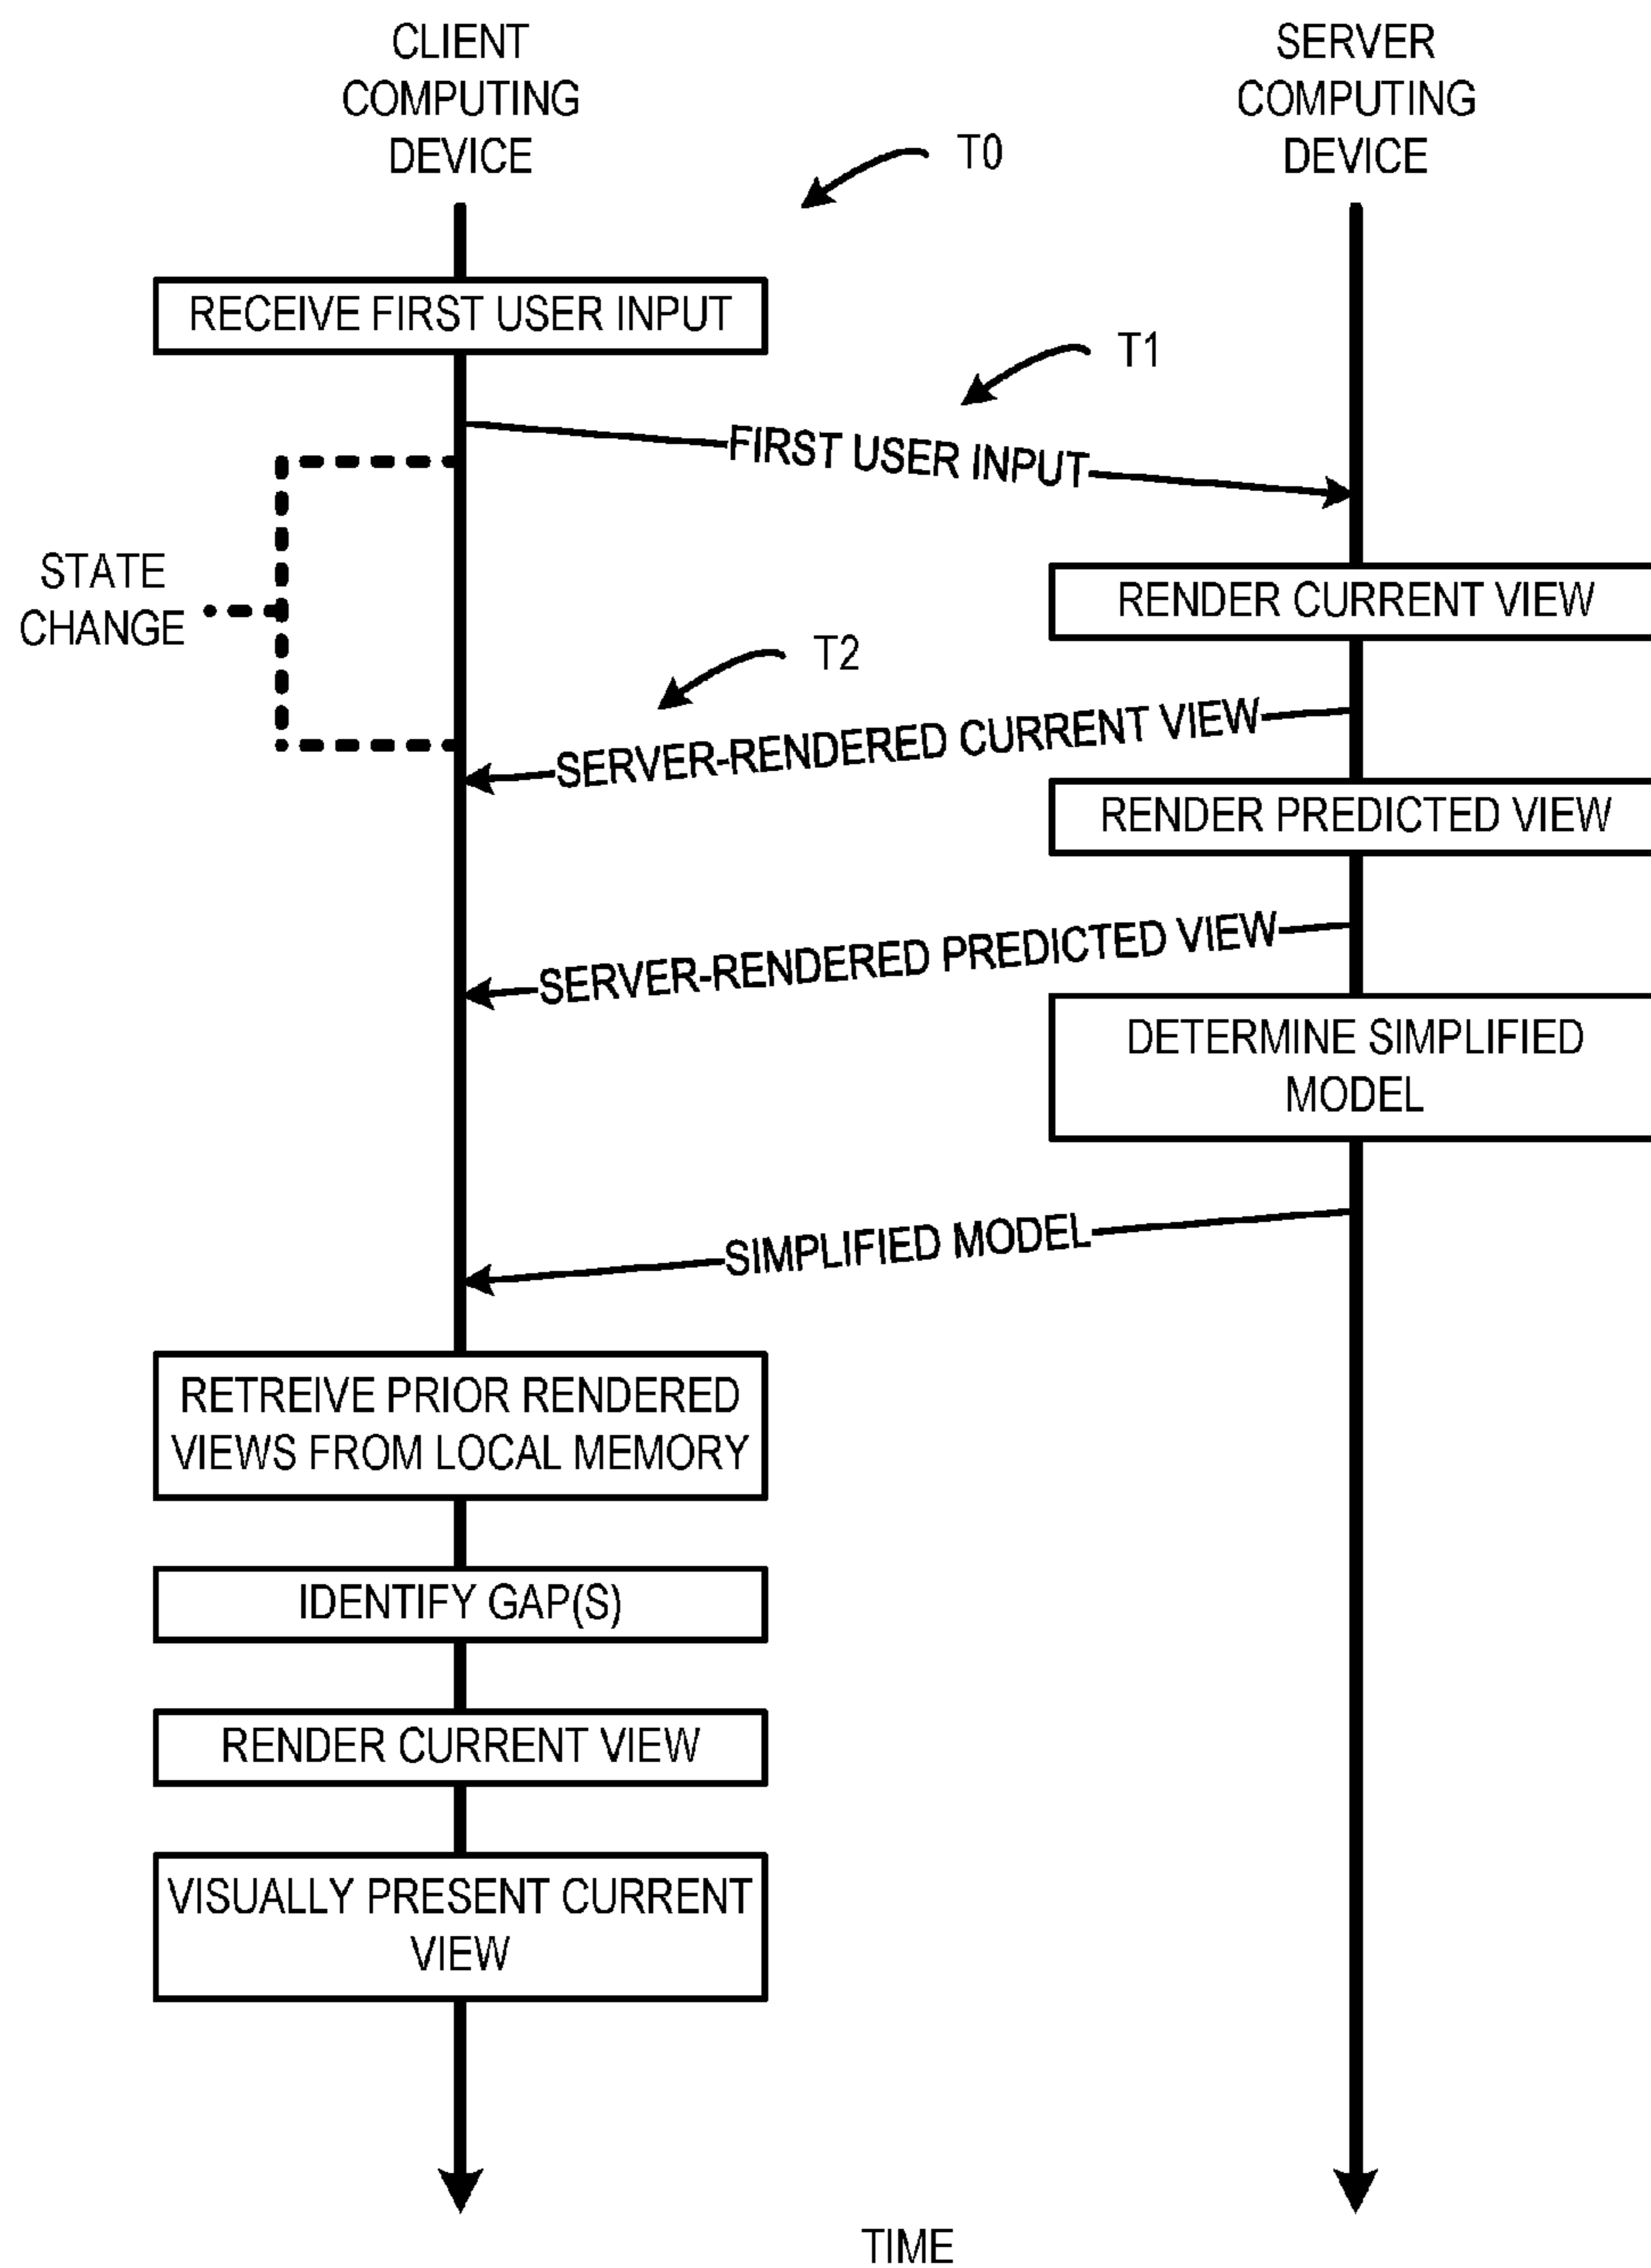 CLIENT
COMPUTING
DEVICE
SERVER
COMPUTING
DEVICE
T0
RECEIVE FIRST USER INPUT
T1
FIRST USER INPUT
STATE
CHANGE
RENDER CURRENT VIEW
T2
SERVER-RENDERED CURRENT VIEW
RENDER PREDICTED VIEW
SERVER-RENDERED PREDICTED VIEW
DETERMINE SIMPLIFIED
MODEL
SIMPLIFIED MODEL
RETREIVE PRIOR RENDERED
VIEWS FROM LOCAL MEMORY
IDENTIFY GAP(S)
RENDER CURRENT VIEW
VISUALLY PRESENT CURRENT
VIEW
TIME